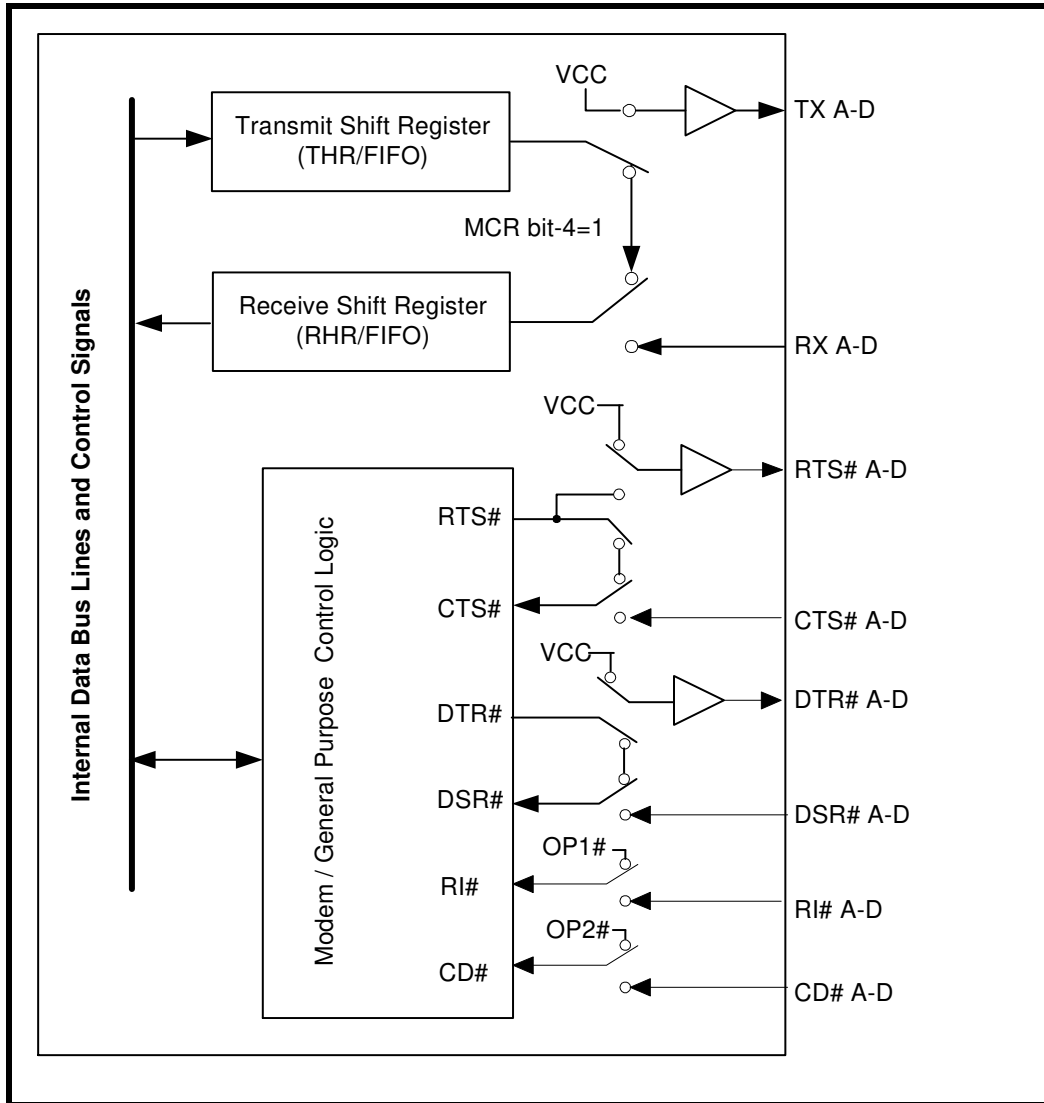 VCC
TX A-D
Transmit Shift Register
(THR/FIFO)
MCR bit-4=1
Receive Shift Register
(RHR/FIFO)
RX A-D
Internal Data Bus Lines and Control Signals
VCC
RTS# A-D
Modem / General Purpose Control Logic
RTS#
CTS#
CTS# A-D
VCC
DTR#
DTR# A-D
DSR#
DSR# A-D
OP1#
RI#
RI# A-D
OP2#
CD#
CD# A-D